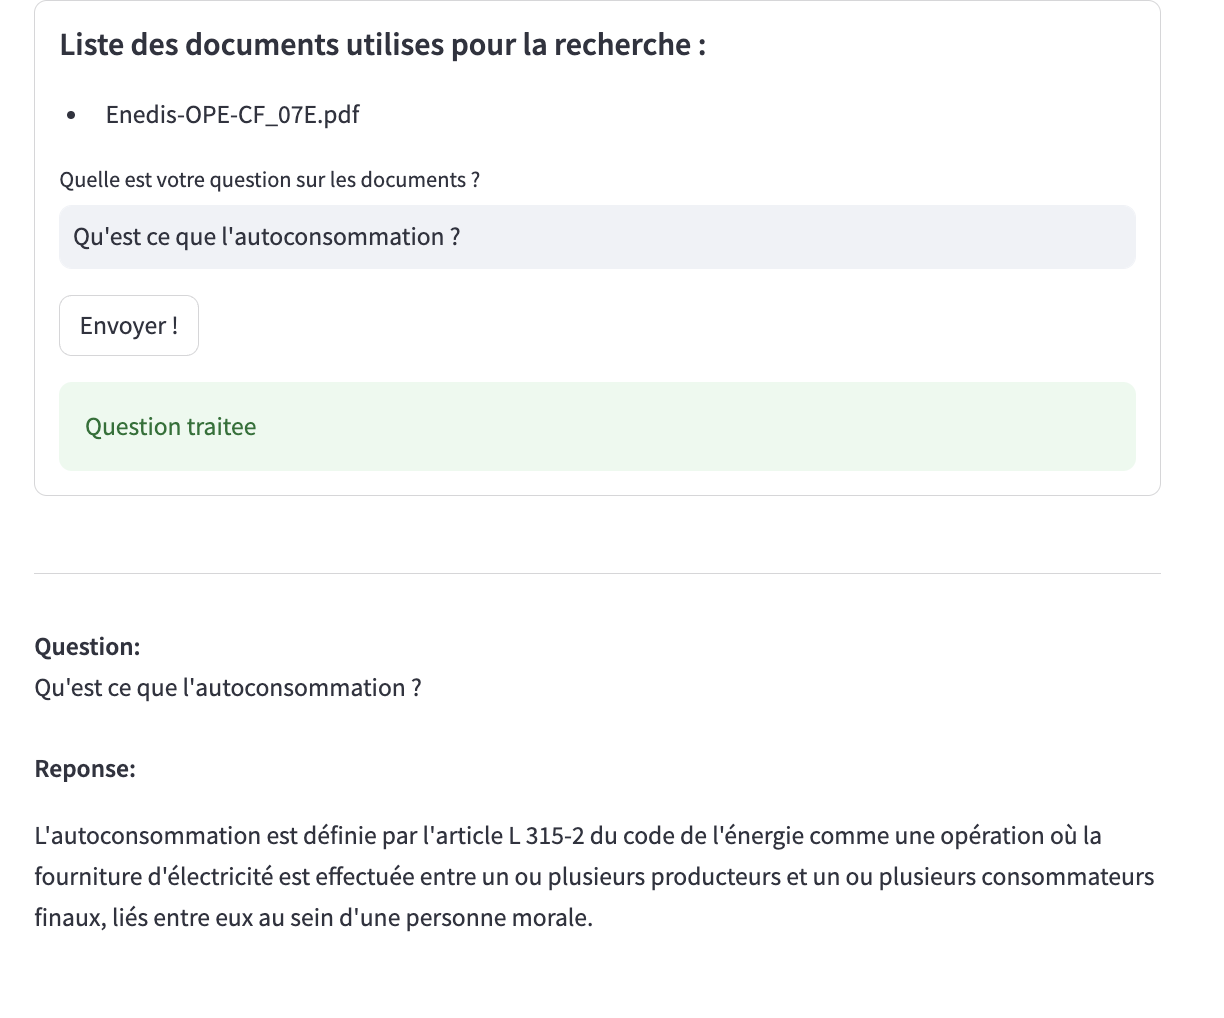 Liste des documents utilises pour la recherche :
• Enedis-OPE-CF_07E.pdf
Quelle est votre question sur les documents ?
Qu'est ce que l'autoconsommation ?
Envoyer !
Question traitee
Question:
Qu'est ce que l'autoconsommation ?
Reponse:
L'autoconsommation est définie par l'article L 315-2 du code de l'énergie comme une opération où la
fourniture d'électricité est effectuée entre un ou plusieurs producteurs et un ou plusieurs consommateurs
finaux, liés entre eux au sein d'une personne morale.